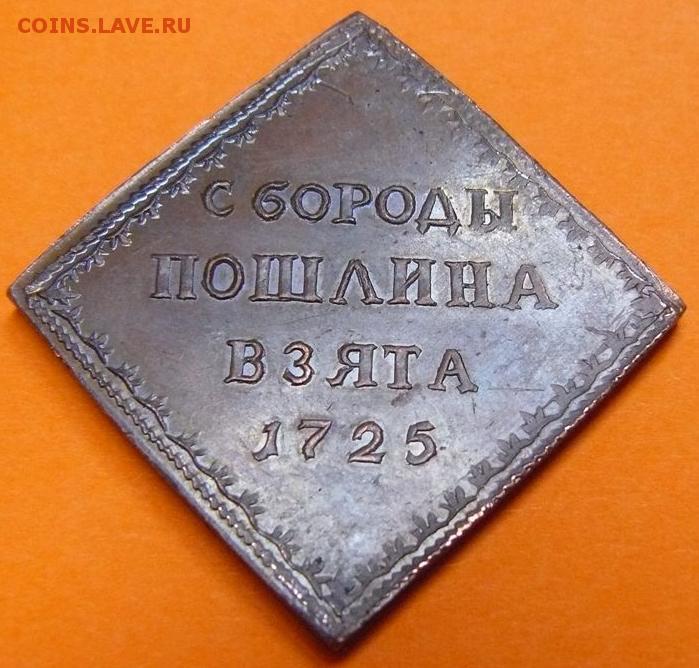 COINS.LAVE.RU
С БОРОДЫ
ПОШЛИНА
ВЗЯТА
1725